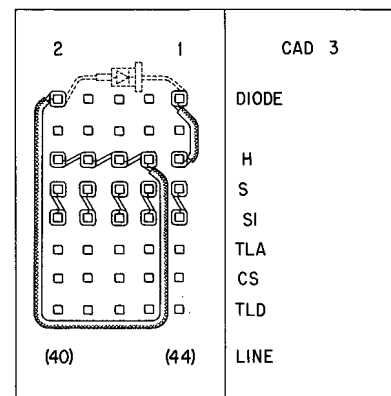 2 1 CAD 3
DIODE
H
S
SI
TLA
CS
TLD
(40) (44) LINE